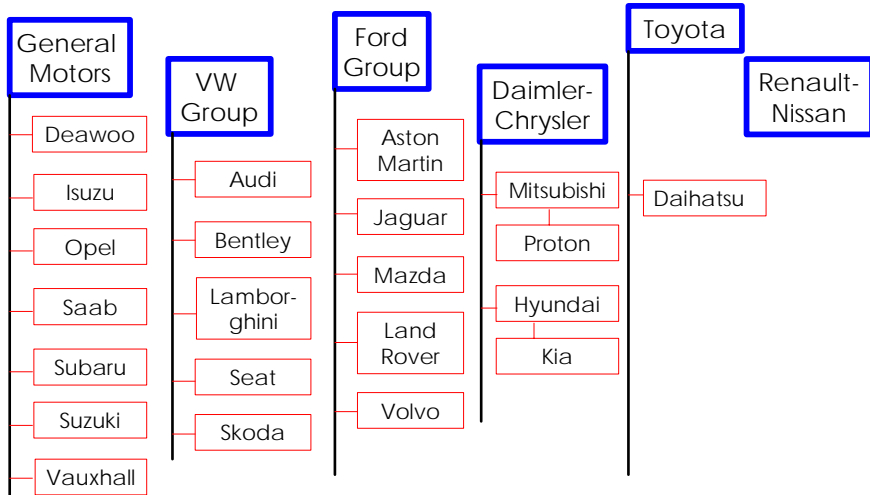 General
Motors
Deawoo
Isuzu
Opel
Saab
Subaru
Suzuki
Vauxhall
VW
Group
Audi
Bentley
Lambor-
ghini
Seat
Skoda
Ford
Group
Aston
Martin
Jaguar
Mazda
Land
Rover
Volvo
Daimler-
Chrysler
Mitsubishi
Proton
Hyundai
Kia
Toyota
Daihatsu
Renault-
Nissan